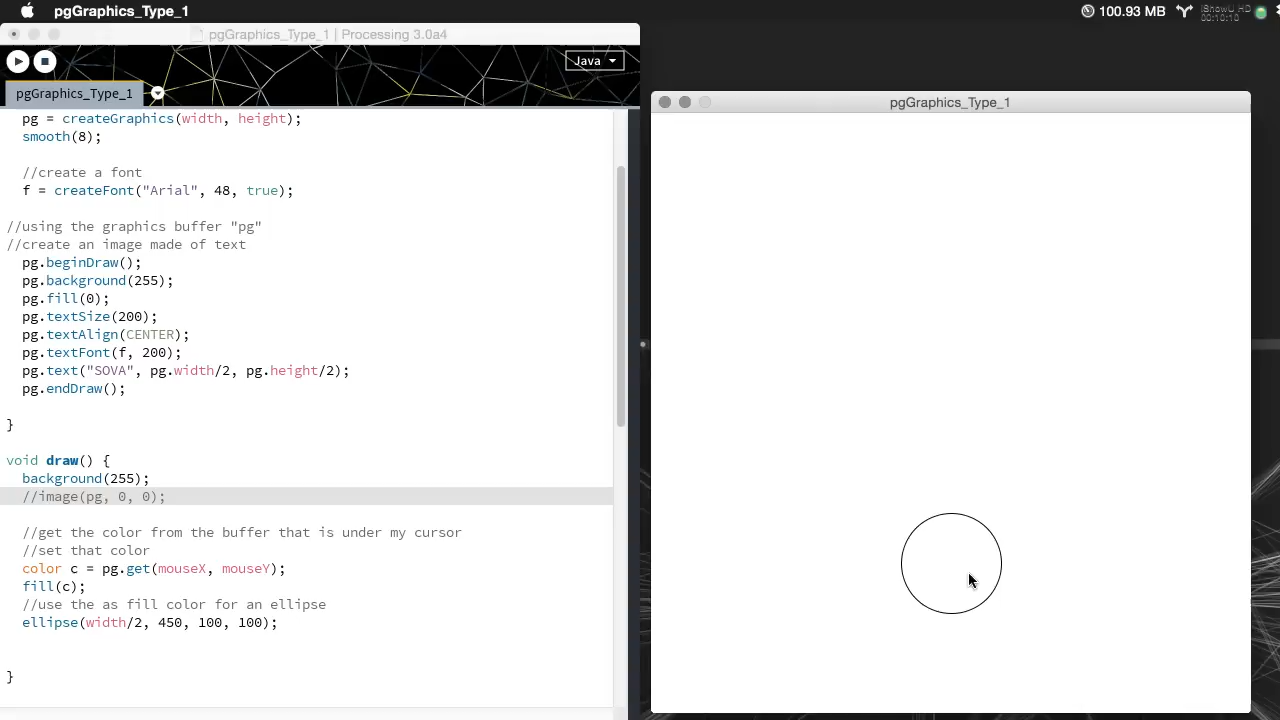 pgGraphics_Type_1
100.93 MB
iShowU HD
pgGraphics_Type_1 | Processing 3.0a4
Java
pgGraphics_Type_1
pgGraphics_Type_1
pg = createGraphics(width, height);
smooth(8);
//create a font
f = createFont("Arial", 48, true);
//using the graphics buffer "pg"
//create an image made of text
pg.beginDraw();
pg.background(255);
pg.fill(0);
pg.textSize(200);
pg.textAlign(CENTER);
pg.textFont(f, 200);
pg.text("SOVA", pg.width/2, pg.height/2);
pg.endDraw();
}
void draw() {
background(255);
//image(pg, 0, 0);
//get the color from the buffer that is under my cursor
//set that color
color c = pg.get(mouseX, mouseY);
fill(c);
//use the as fill color for an ellipse
ellipse(width/2, 450, 100, 100);
}